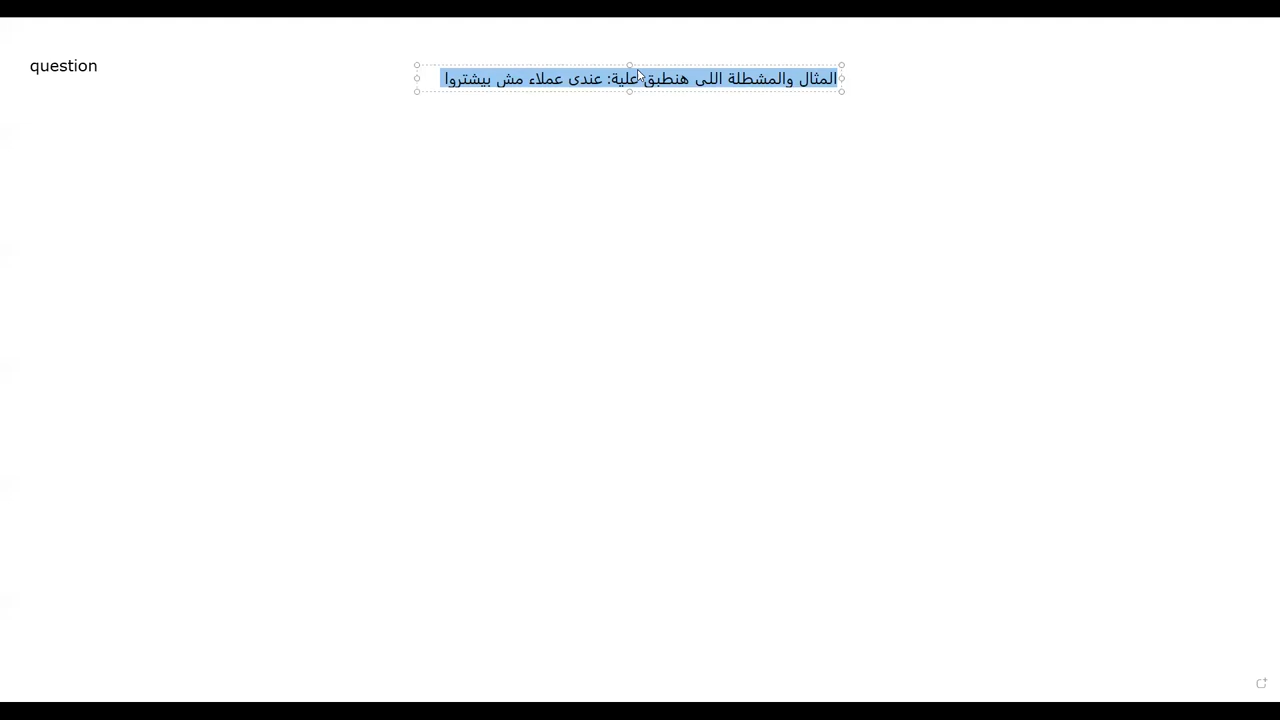 question
المثال والمشطلة اللى هنطبق علية: عندى عملاء مش بيشتروا